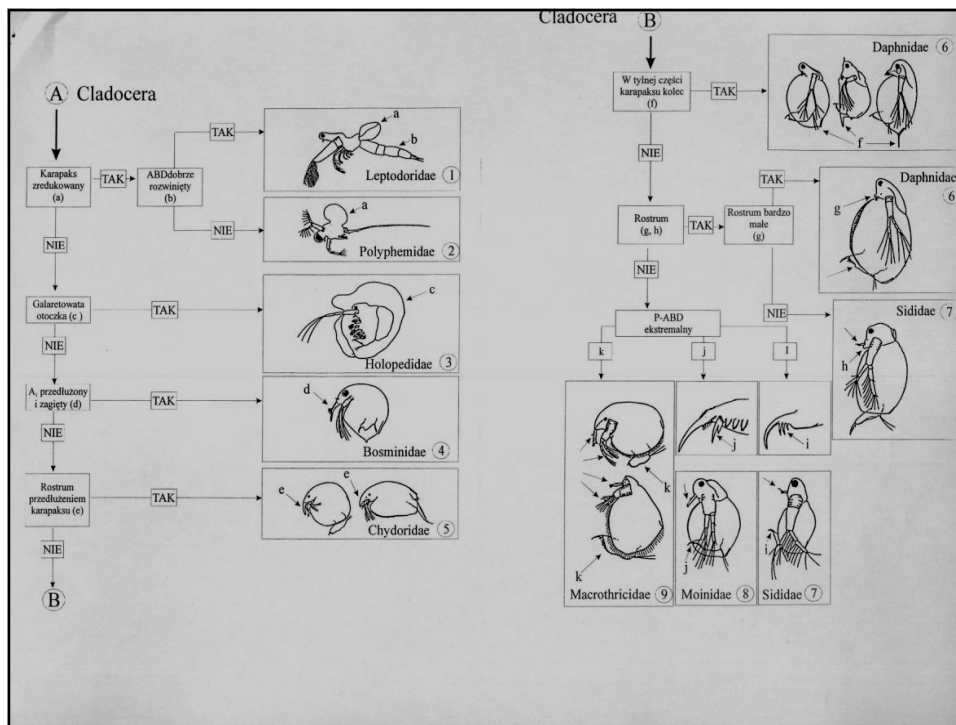 A Cladocera
Karapaks
zredukowany
(a)
TAK
ABDdobrze
rozwinięty
(b)
TAK
a
b
Leptodoridae 1
NIE
a
Polyphemidae 2
NIE
Galaretowata
otoczka (c )
TAK
c
Holopedidae 3
NIE
A₁ przedłużony
i zagięty (d)
TAK
d
Bosminidae 4
NIE
Rostrum
przedłużeniem
karapaksu (e)
TAK
e
e
Chydoridae 5
NIE
B
Cladocera B
W tylnej części
karapaksu kolec
(f)
TAK
Daphnidae 6
f
NIE
Rostrum
(g, h)
TAK
Rostrum bardzo
małe
(g)
TAK
Daphnidae
6
g
NIE
Sididae 7
h
NIE
P-ABD
ekstremalny
k
j
l
k
k
Macrothricidae 9
j
j
Moinidae 8
i
i
Sididae 7